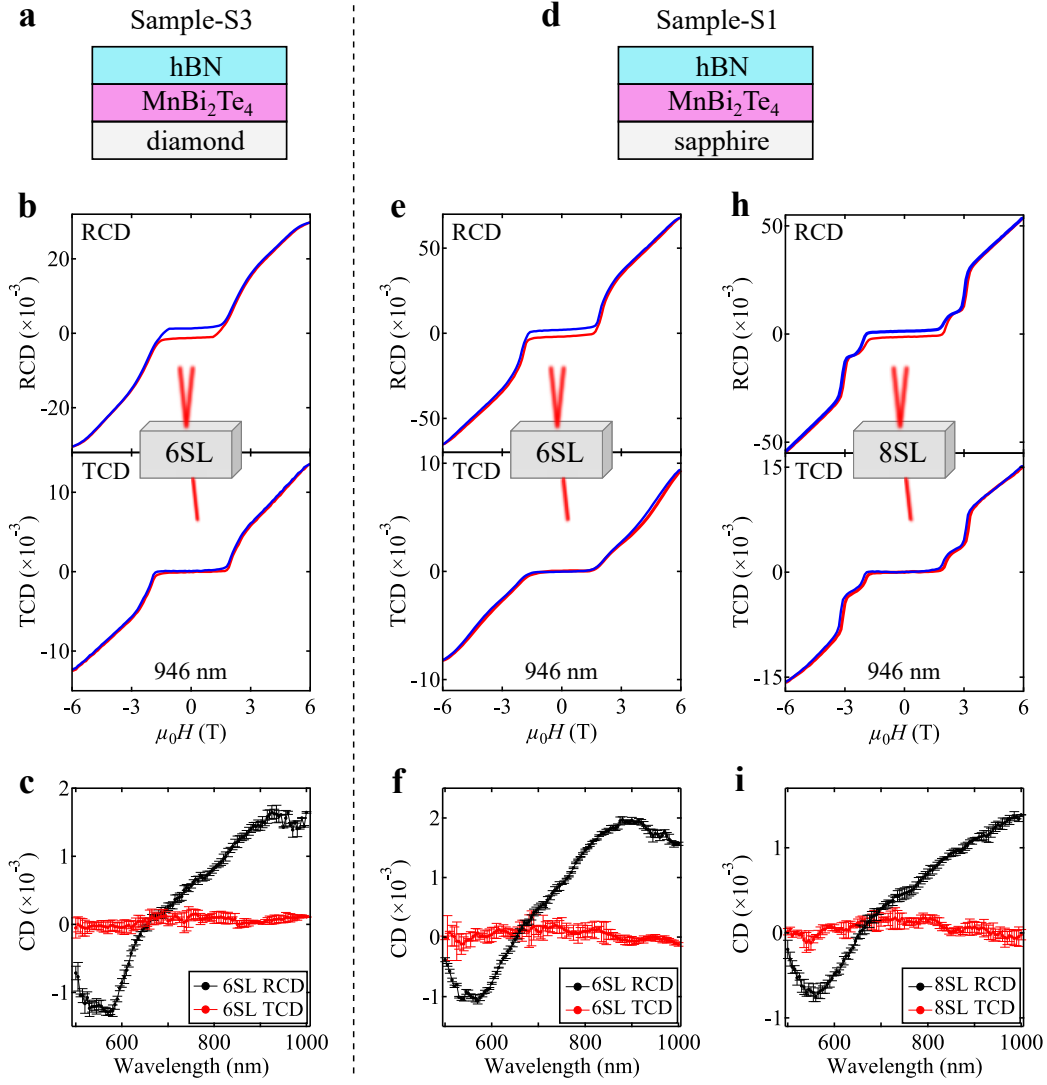 a
Sample-S3
hBN
MnBi₂Te₄
diamond
d
Sample-S1
hBN
MnBi₂Te₄
sapphire
b
RCD
RCD (×10⁻³)
20
0
-20
6SL
TCD
TCD (×10⁻³)
10
0
-10
946 nm
-6 -3 0 3 6
μ₀H (T)
e
RCD
RCD (×10⁻³)
50
0
-50
6SL
TCD
TCD (×10⁻³)
10
0
-10
946 nm
-6 -3 0 3 6
μ₀H (T)
h
RCD
RCD (×10⁻³)
50
0
-50
8SL
TCD
TCD (×10⁻³)
15
0
-15
946 nm
-6 -3 0 3 6
μ₀H (T)
c
CD (×10⁻³)
2
1
0
-1
6SL RCD
6SL TCD
600 800 1000
Wavelength (nm)
f
CD (×10⁻³)
2
1
0
-1
6SL RCD
6SL TCD
600 800 1000
Wavelength (nm)
i
CD (×10⁻³)
1
0
-1
8SL RCD
8SL TCD
600 800 1000
Wavelength (nm)